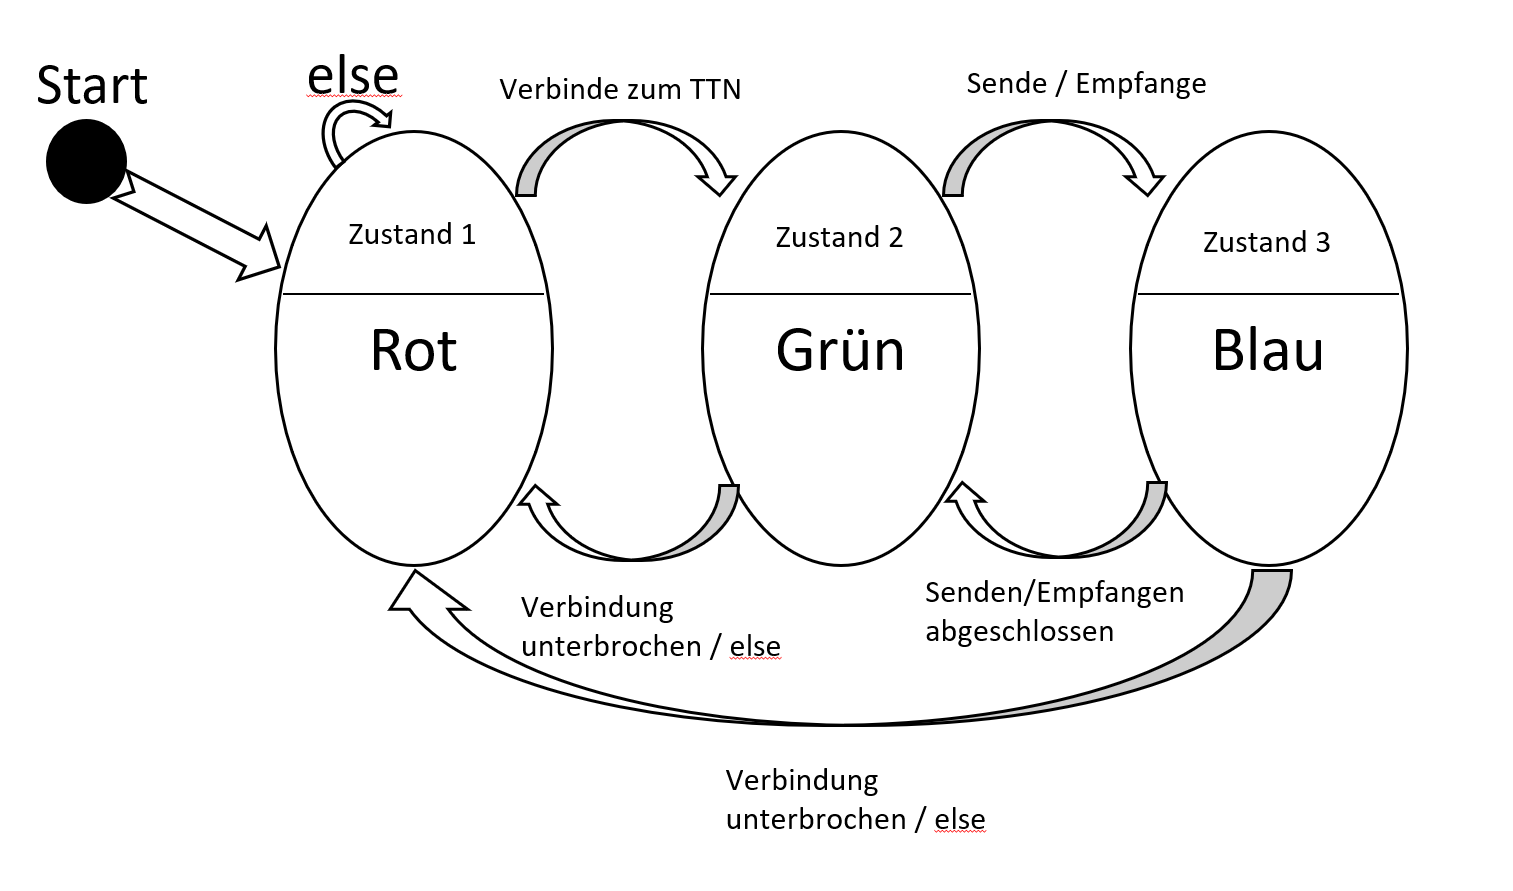 Start
else
Verbinde zum TTN
Sende / Empfange
Zustand 1
Zustand 2
Zustand 3
Rot
Grün
Blau
Verbindung
unterbrochen / else
Senden/Empfangen
abgeschlossen
Verbindung
unterbrochen / else